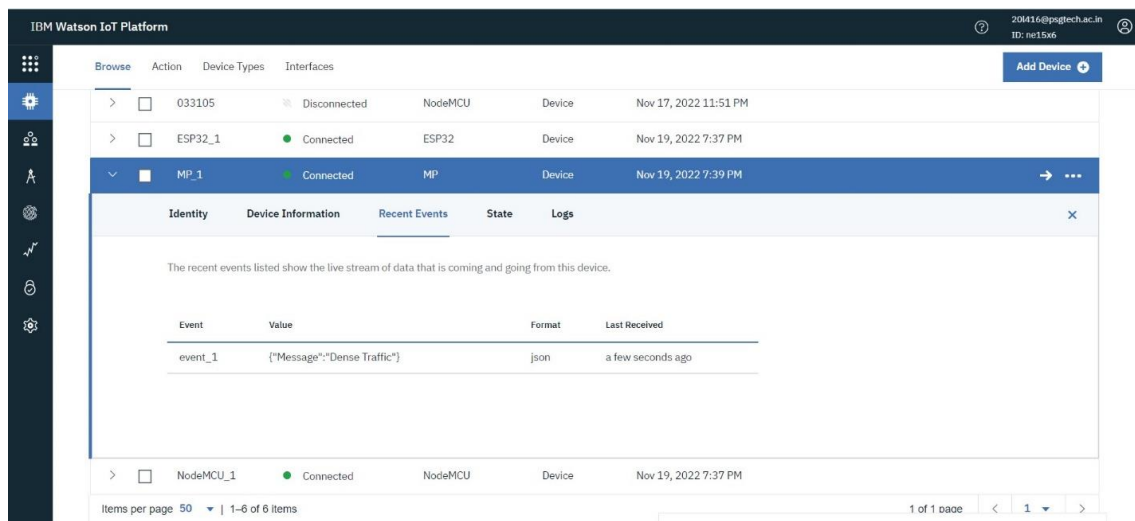 IBM Watson IoT Platform
20l416@psgtech.ac.in
ID: ne15x6
Browse Action Device Types Interfaces
Add Device
033105 Disconnected NodeMCU Device Nov 17, 2022 11:51 PM
ESP32_1 Connected ESP32 Device Nov 19, 2022 7:37 PM
MP_1 Connected MP Device Nov 19, 2022 7:39 PM
Identity Device Information Recent Events State Logs
The recent events listed show the live stream of data that is coming and going from this device.
Event Value Format Last Received
event_1 {"Message":"Dense Traffic"} json a few seconds ago
NodeMCU_1 Connected NodeMCU Device Nov 19, 2022 7:37 PM
Items per page 50 | 1–6 of 6 items 1 of 1 page 1